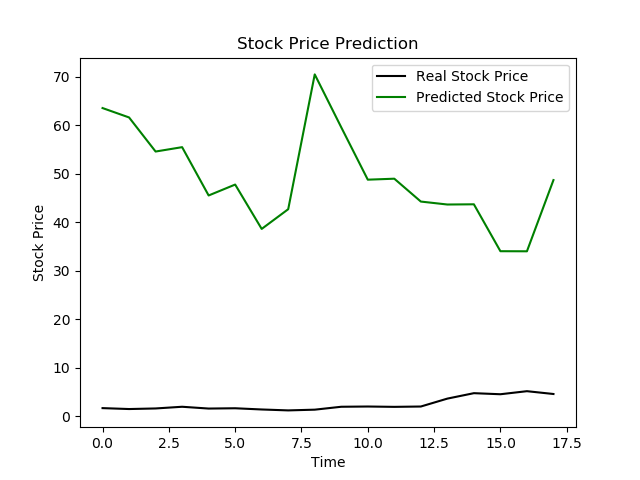 Stock Price Prediction
Real Stock Price
Predicted Stock Price
Stock Price
70
60
50
40
30
20
10
0
0.0 2.5 5.0 7.5 10.0 12.5 15.0 17.5
Time